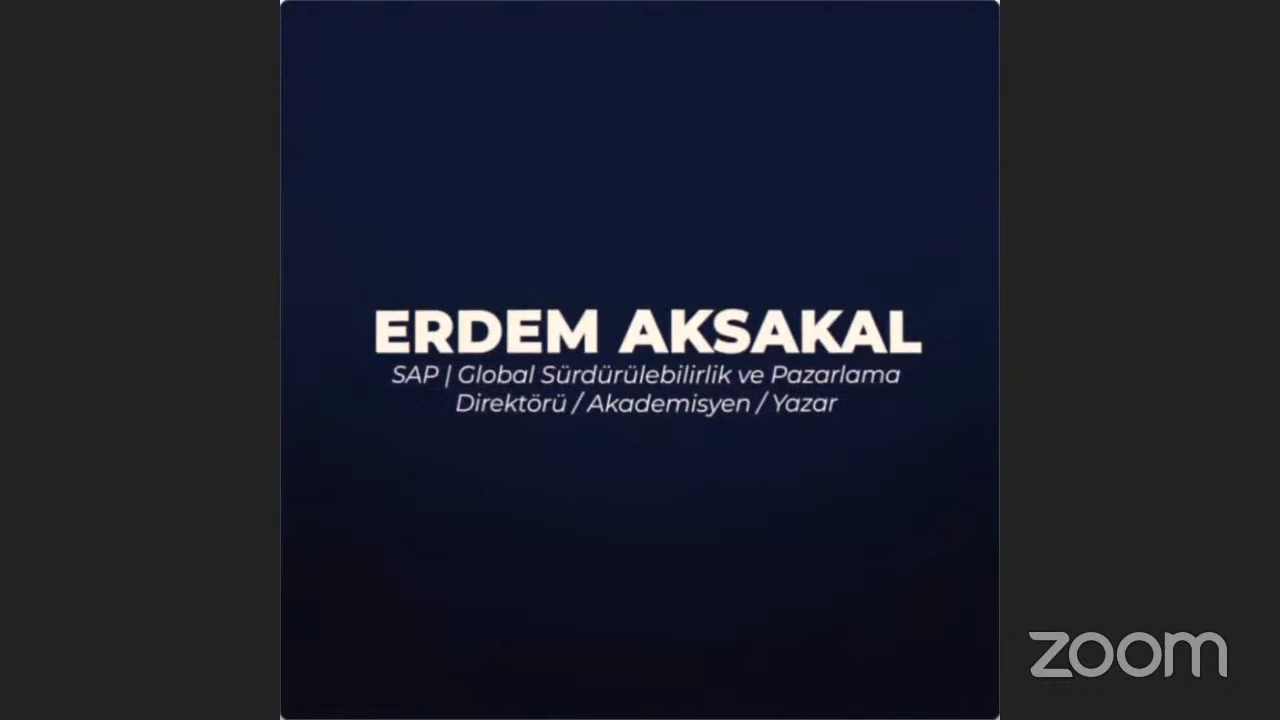 ERDEM AKSAKAL
SAP | Global Sürdürülebilirlik ve Pazarlama
Direktörü / Akademisyen / Yazar
zoom